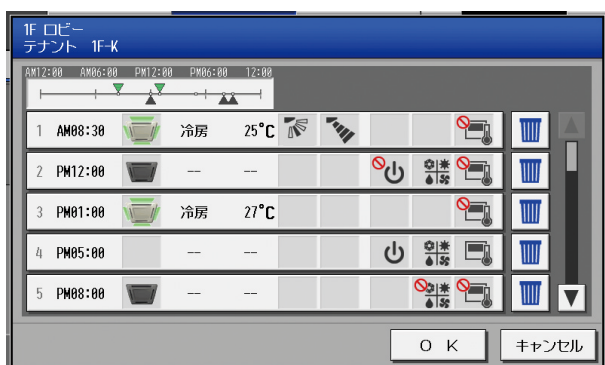 1F ロビー
テナント 1F-K
AM12:00 AM06:00 PM12:00 PM06:00 12:00
1 AM08:30 冷房 25°C
2 PM12:00 -- --
3 PM01:00 冷房 27°C
4 PM05:00 -- --
5 PM08:00 -- --
OK キャンセル